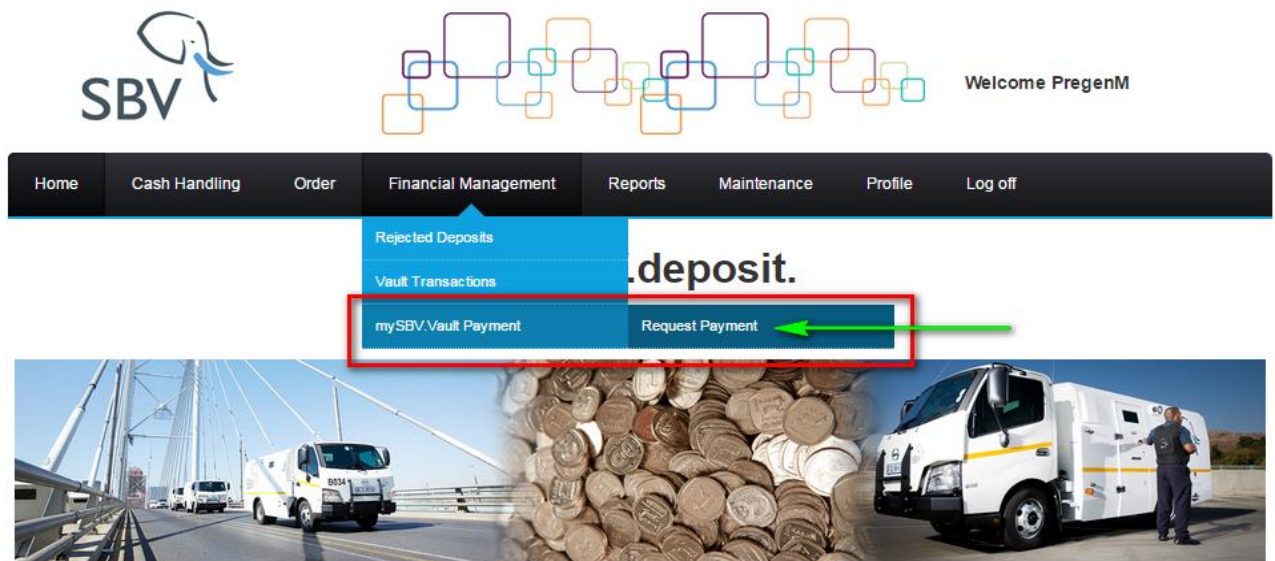 SBV
Welcome PregenM
Home Cash Handling Order Financial Management Reports Maintenance Profile Log off
Rejected Deposits
.deposit.
Vault Transactions
mySBV.Vault Payment Request Payment
B034